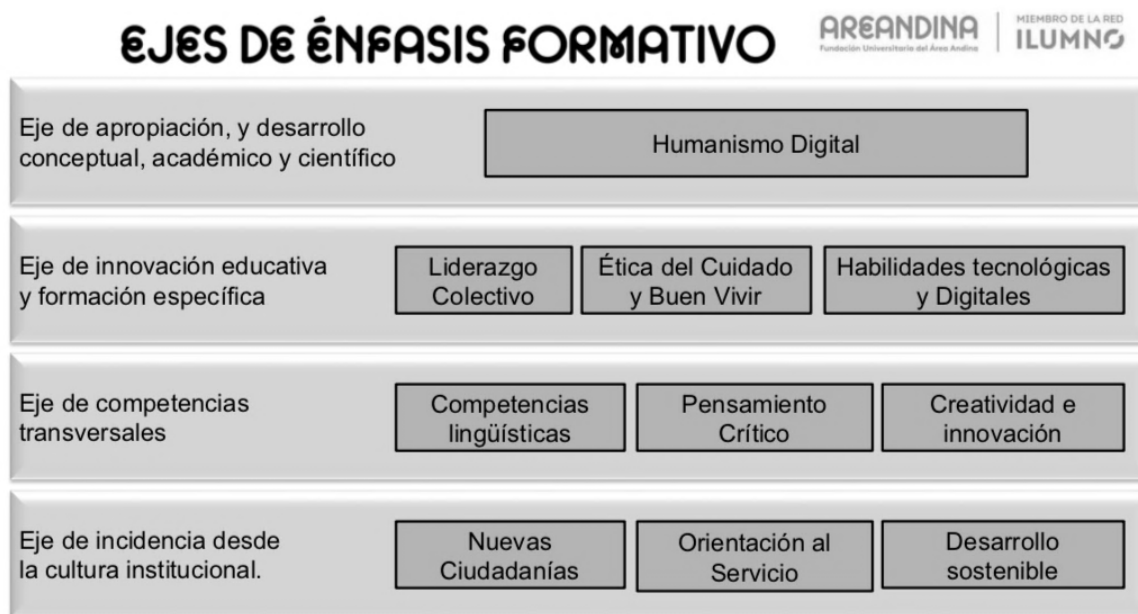 EJES DE ÉNFASIS FORMATIVO
AREANDINA
Fundación Universitaria del Área Andina
MIEMBRO DE LA RED
ILUMNO
Eje de apropiación, y desarrollo
conceptual, académico y científico
Humanismo Digital
Eje de innovación educativa
y formación específica
Liderazgo
Colectivo
Ética del Cuidado
y Buen Vivir
Habilidades tecnológicas
y Digitales
Eje de competencias
transversales
Competencias
lingüísticas
Pensamiento
Crítico
Creatividad e
innovación
Eje de incidencia desde
la cultura institucional.
Nuevas
Ciudadanías
Orientación al
Servicio
Desarrollo
sostenible